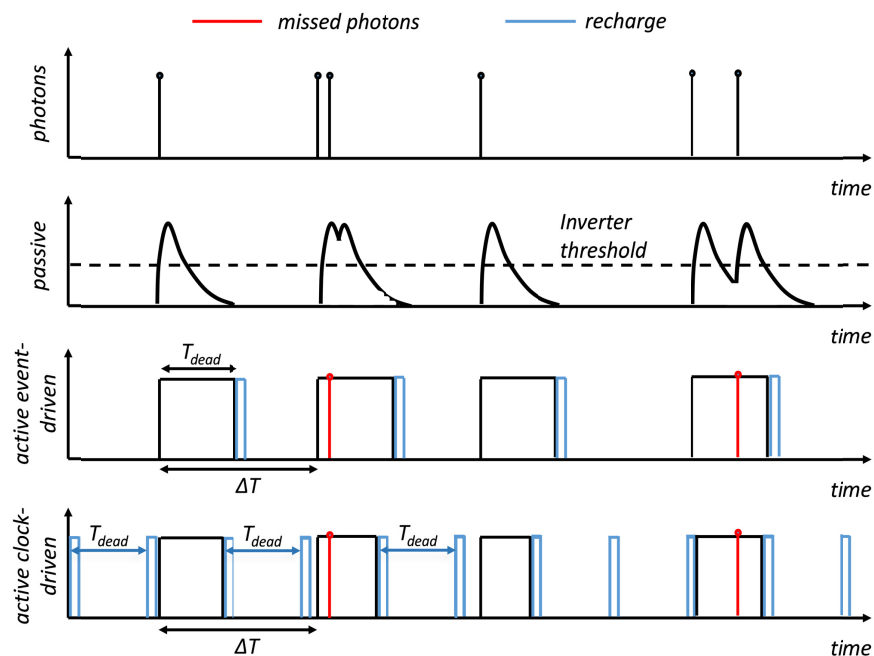 missed photons
recharge
photons
time
Inverter
threshold
passive
time
T_dead
active event-
driven
ΔT
time
T_dead
T_dead
T_dead
active clock-
driven
ΔT
time